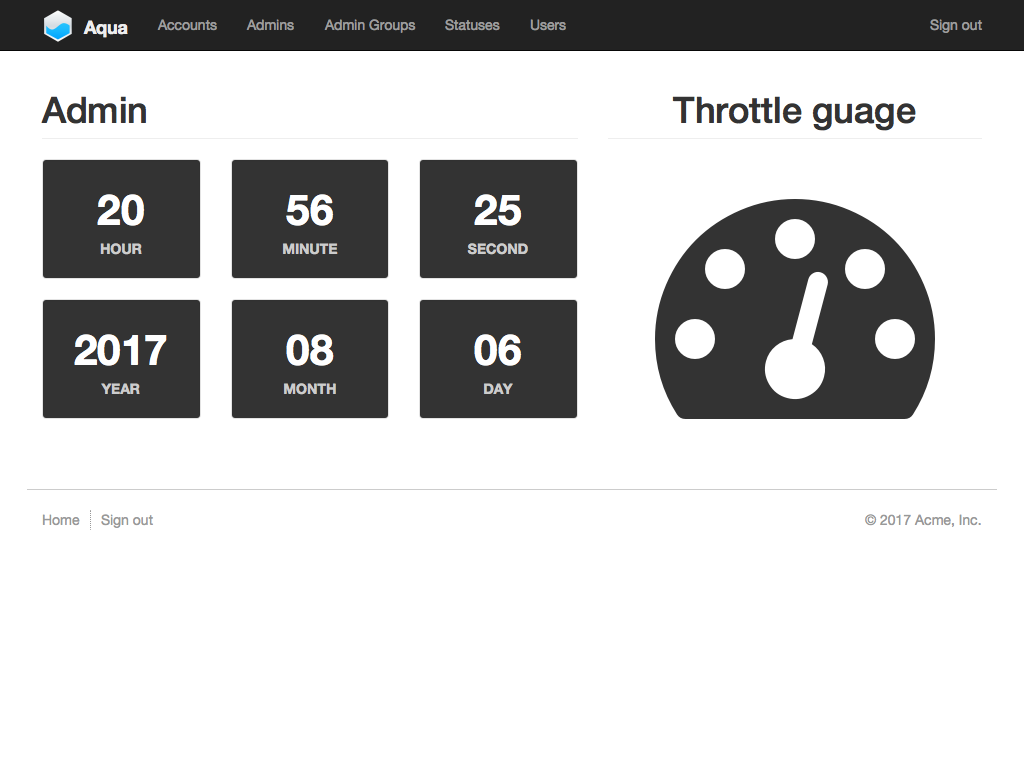 Aqua Accounts Admins Admin Groups Statuses Users Sign out
Admin
Throttle guage
20 56 25
HOUR MINUTE SECOND
2017 08 06
YEAR MONTH DAY
Home Sign out © 2017 Acme, Inc.